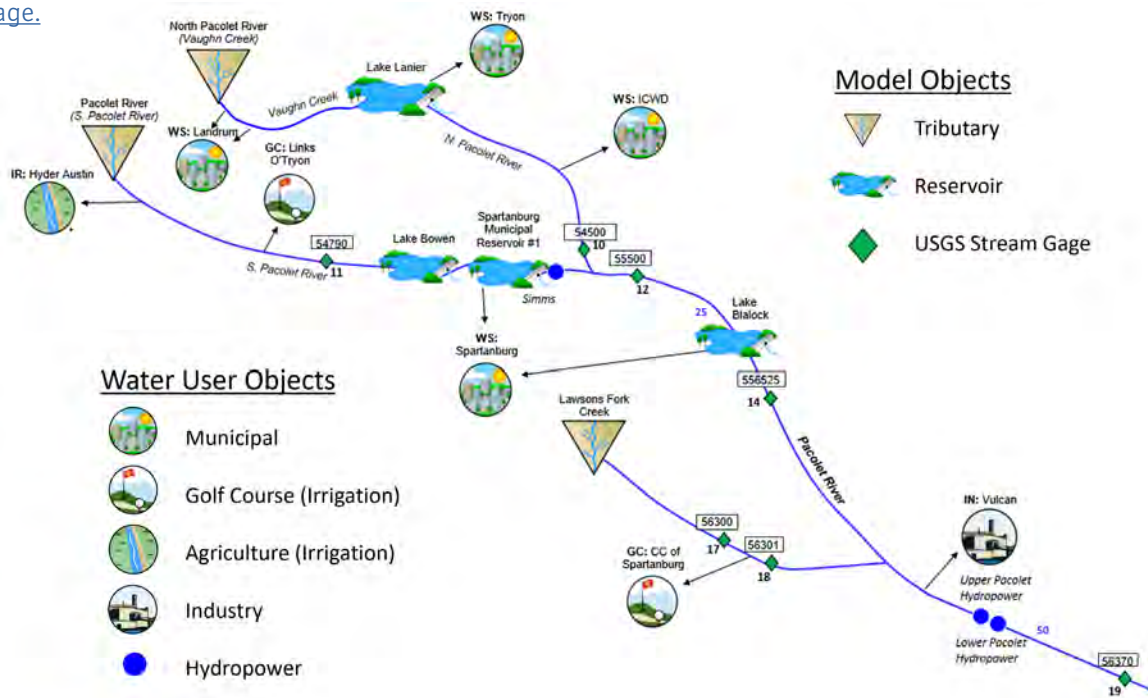 age.
North Pacolet River
(Vaughn Creek)
WS: Tryon
Lake Lanier
Pacolet River
(S. Pacolet River)
Vaughn Creek
WS: Landrum
WS: ICWD
GC: Links
O'Tryon
N. Pacolet River
IR: Hyder Austin
54790
11
S. Pacolet River
Lake Bowen
Spartanburg
Municipal
Reservoir #1
Simms
54500
10
55500
12
25
Lake
Blalock
WS:
Spartanburg
556525
14
Lawsons Fork
Creek
Pacolet River
56300
17
56301
18
GC: CC of
Spartanburg
IN: Vulcan
Upper Pacolet
Hydropower
Lower Pacolet
Hydropower
50
56370
19
Model Objects
Tributary
Reservoir
USGS Stream Gage
Water User Objects
Municipal
Golf Course (Irrigation)
Agriculture (Irrigation)
Industry
Hydropower